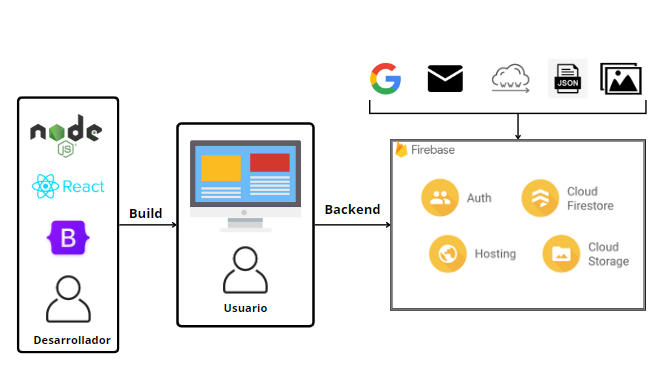 JSON
Firebase
node
JS
React
B
Build
Backend
Auth
Cloud
Firestore
Hosting
Cloud
Storage
Usuario
Desarrollador